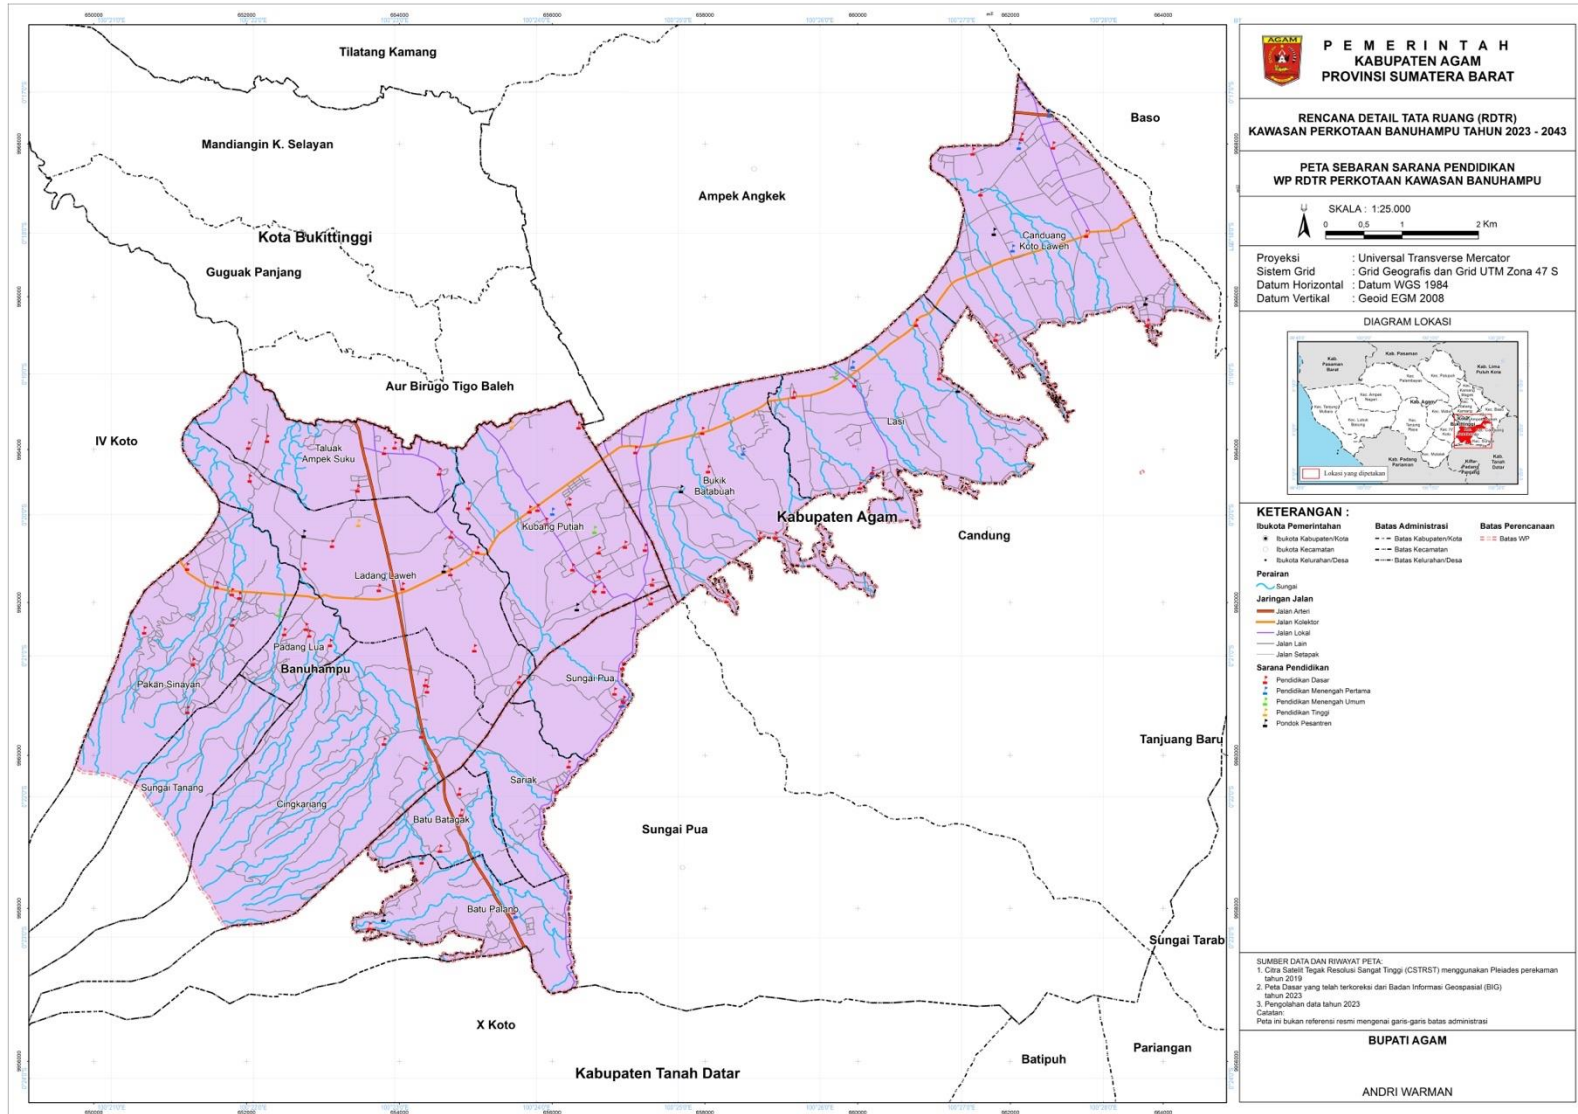 AGAM
PEMERINTAH
KABUPATEN AGAM
PROVINSI SUMATERA BARAT
RENCANA DETAIL TATA RUANG (RDTR)
KAWASAN PERKOTAAN BANUHAMPU TAHUN 2023 - 2043
PETA SEBARAN SARANA PENDIDIKAN
WP RDTR PERKOTAAN KAWASAN BANUHAMPU
SKALA : 1:25.000
0 0,5 1 2 Km
Proyeksi : Universal Transverse Mercator
Sistem Grid : Grid Geografis dan Grid UTM Zona 47 S
Datum Horizontal : Datum WGS 1984
Datum Vertikal : Geoid EGM 2008
DIAGRAM LOKASI
Lokasi yang dipetakan
KETERANGAN :
Ibukota Pemerintahan
Ibukota Kabupaten/Kota
Ibukota Kecamatan
Ibukota Kelurahan/Desa
Batas Administrasi
Batas Kabupaten/Kota
Batas Kecamatan
Batas Kelurahan/Desa
Batas Perencanaan
Batas WP
Perairan
Sungai
Jaringan Jalan
Jalan Arteri
Jalan Kolektor
Jalan Lokal
Jalan Lain
Jalan Setapak
Sarana Pendidikan
Pendidikan Dasar
Pendidikan Menengah Pertama
Pendidikan Menengah Umum
Pendidikan Tinggi
Pondok Pesantren
SUMBER DATA DAN RIWAYAT PETA:
1. Citra Satelit Tegak Resolusi Sangat Tinggi (CSTRST) menggunakan Pleiades perekaman
tahun 2019
2. Peta Dasar yang telah terkoreksi dari Badan Informasi Geospasial (BIG)
tahun 2023
3. Pengolahan data tahun 2023
Catatan:
Peta ini bukan referensi resmi mengenai garis-garis batas administrasi
BUPATI AGAM
ANDRI WARMAN
Tilatang Kamang
Baso
Mandiangin K. Selayan
Ampek Angkek
Kota Bukittinggi
Canduang
Koto Laweh
Guguak Panjang
Aur Birugo Tigo Baleh
IV Koto
Taluak
Ampek Suku
Lasi
Bukik
Batabuah
Kabupaten Agam
Kubang Putiah
Candung
Ladang Laweh
Padang Lua
Banuhampu
Sungai Pua
Pakan Sinayan
Tanjuang Baru
Sariak
Sungai Tanang
Cingkariang
Batu Batagak
Sungai Pua
Batu Palano
Sungai Tarab
X Koto
Pariangan
Batipuh
Kabupaten Tanah Datar